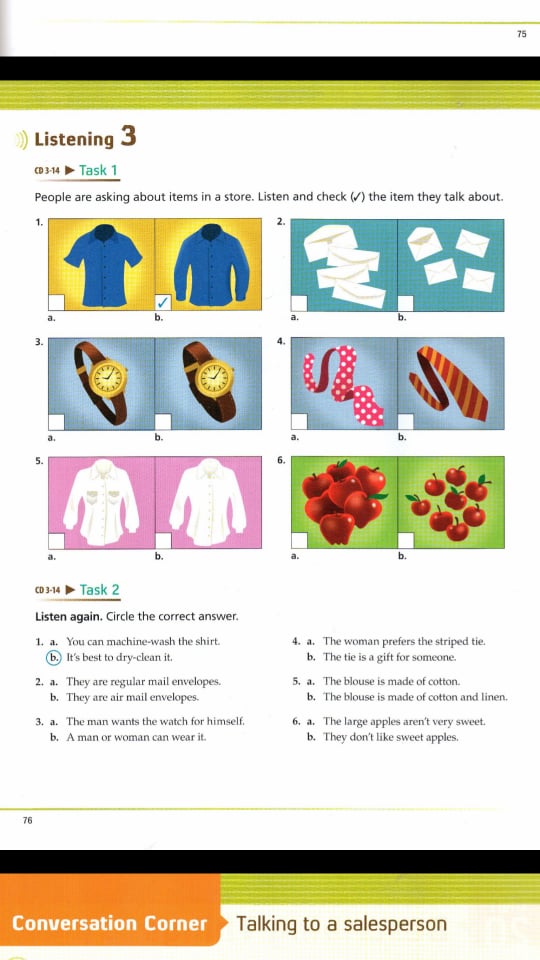 75
Listening 3
CD 3-14 ▶ Task 1
People are asking about items in a store. Listen and check (✓) the item they talk about.
1.
a.
✓
b.
2.
a.
b.
3.
a.
b.
4.
a.
b.
5.
a.
b.
6.
a.
b.
CD 3-14 ▶ Task 2
Listen again. Circle the correct answer.
1. a. You can machine-wash the shirt.
b. It's best to dry-clean it.
2. a. They are regular mail envelopes.
b. They are air mail envelopes.
3. a. The man wants the watch for himself.
b. A man or woman can wear it.
4. a. The woman prefers the striped tie.
b. The tie is a gift for someone.
5. a. The blouse is made of cotton.
b. The blouse is made of cotton and linen.
6. a. The large apples aren't very sweet.
b. They don't like sweet apples.
76
Conversation Corner Talking to a salesperson